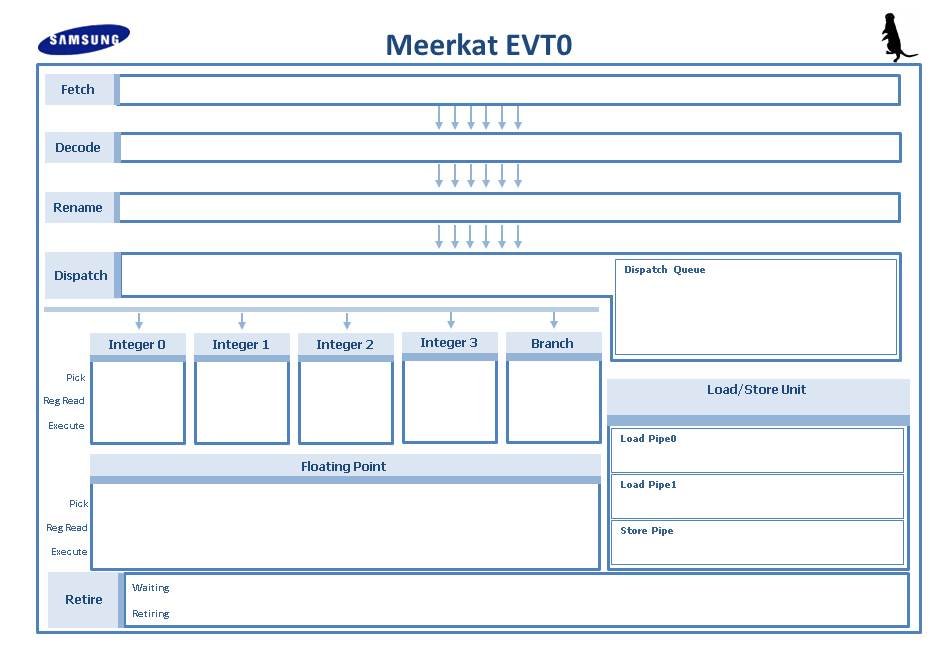 SAMSUNG
Meerkat EVT0
Fetch
Decode
Rename
Dispatch
Dispatch Queue
Integer 0
Integer 1
Integer 2
Integer 3
Branch
Pick
Reg Read
Execute
Load/Store Unit
Load Pipe0
Load Pipe1
Store Pipe
Floating Point
Pick
Reg Read
Execute
Retire
Waiting
Retiring